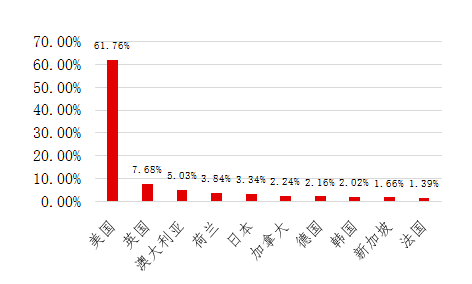 70.00%
60.00%
50.00%
40.00%
30.00%
20.00%
10.00%
0.00%
61.76%
7.68%
5.03%
3.84%
3.34%
2.24%
2.16%
2.02%
1.66%
1.39%
美国
英国
澳大利亚
荷兰
日本
加拿大
德国
韩国
新加坡
法国